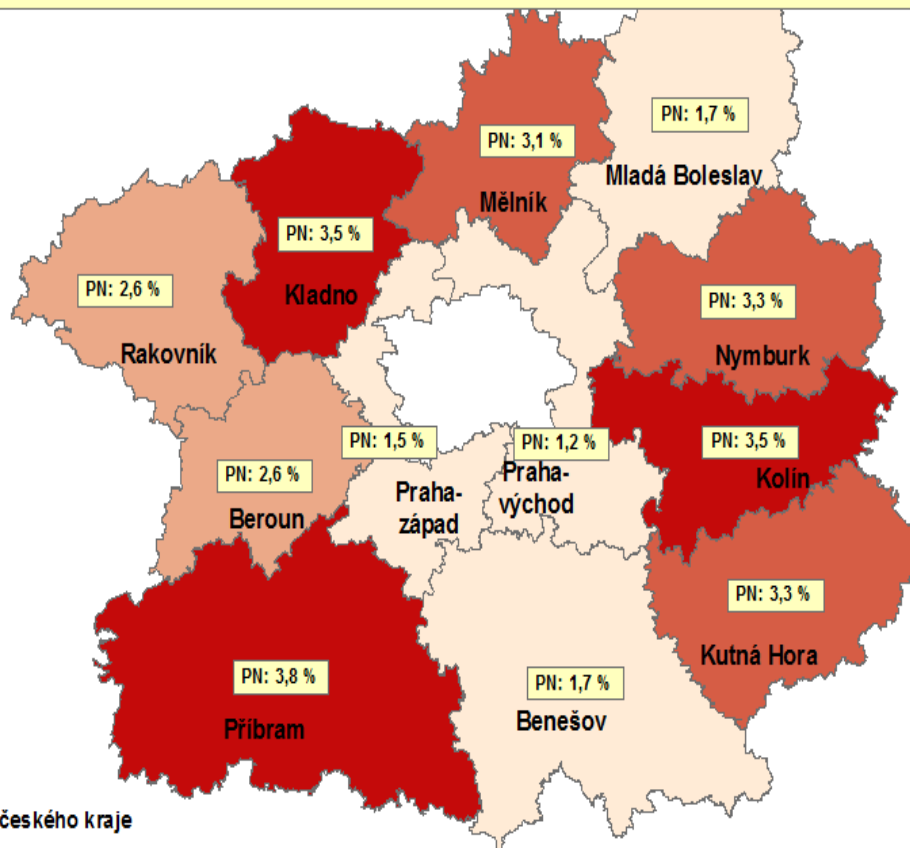 PN: 1,7 %
Mladá Boleslav
PN: 3,1 %
Mělník
PN: 3,5 %
Kladno
PN: 2,6 %
Rakovník
PN: 3,3 %
Nymburk
PN: 1,5 %
Praha-
západ
PN: 1,2 %
Praha-
východ
PN: 3,5 %
Kolín
PN: 2,6 %
Beroun
PN: 3,3 %
Kutná Hora
PN: 3,8 %
Příbram
PN: 1,7 %
Benešov
českého kraje